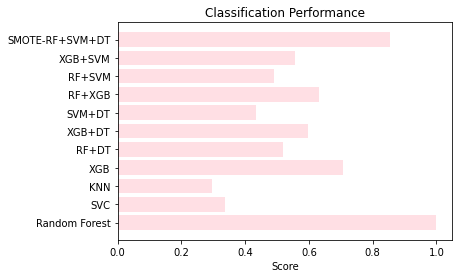 Classification Performance
SMOTE-RF+SVM+DT
XGB+SVM
RF+SVM
RF+XGB
SVM+DT
XGB+DT
RF+DT
XGB
KNN
SVC
Random Forest
0.0 0.2 0.4 0.6 0.8 1.0
Score